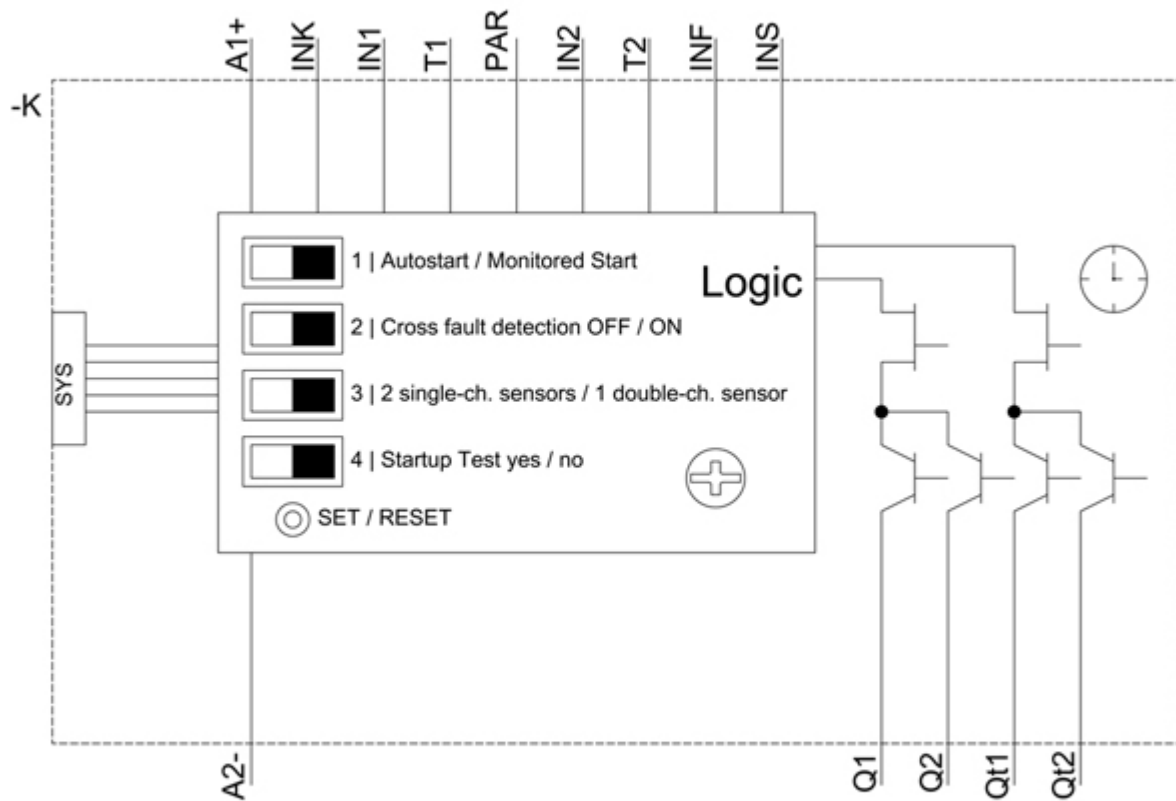 A1+
INK
IN1
T1
PAR
IN2
T2
INF
INS
-K
1 | Autostart / Monitored Start
Logic
2 | Cross fault detection OFF / ON
SYS
3 | 2 single-ch. sensors / 1 double-ch. sensor
4 | Startup Test yes / no
SET / RESET
A2-
Q1
Q2
Qt1
Qt2